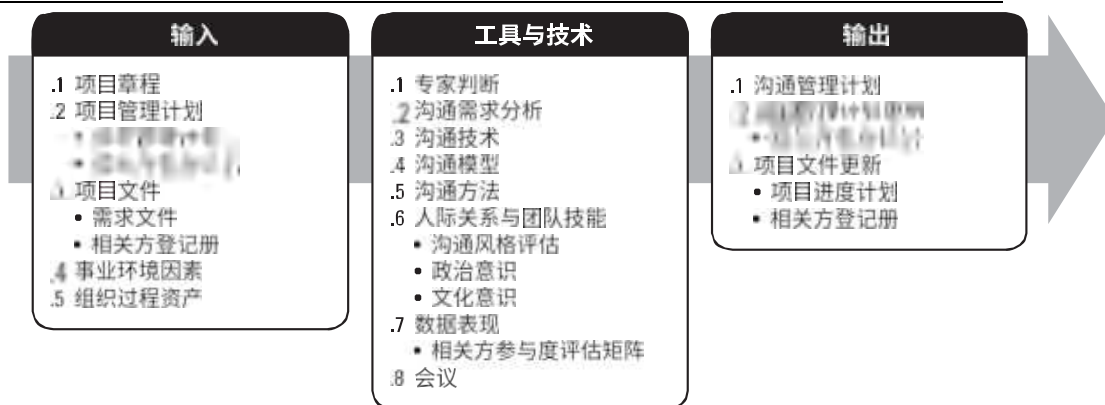 输入
.1 项目章程
.2 项目管理计划
项目文件
• 需求文件
• 相关方登记册
.4 事业环境因素
.5 组织过程资产
工具与技术
.1 专家判断
.2 沟通需求分析
.3 沟通技术
.4 沟通模型
.5 沟通方法
.6 人际关系与团队技能
• 沟通风格评估
• 政治意识
• 文化意识
.7 数据表现
• 相关方参与度评估矩阵
.8 会议
输出
.1 沟通管理计划
项目文件更新
• 项目进度计划
• 相关方登记册